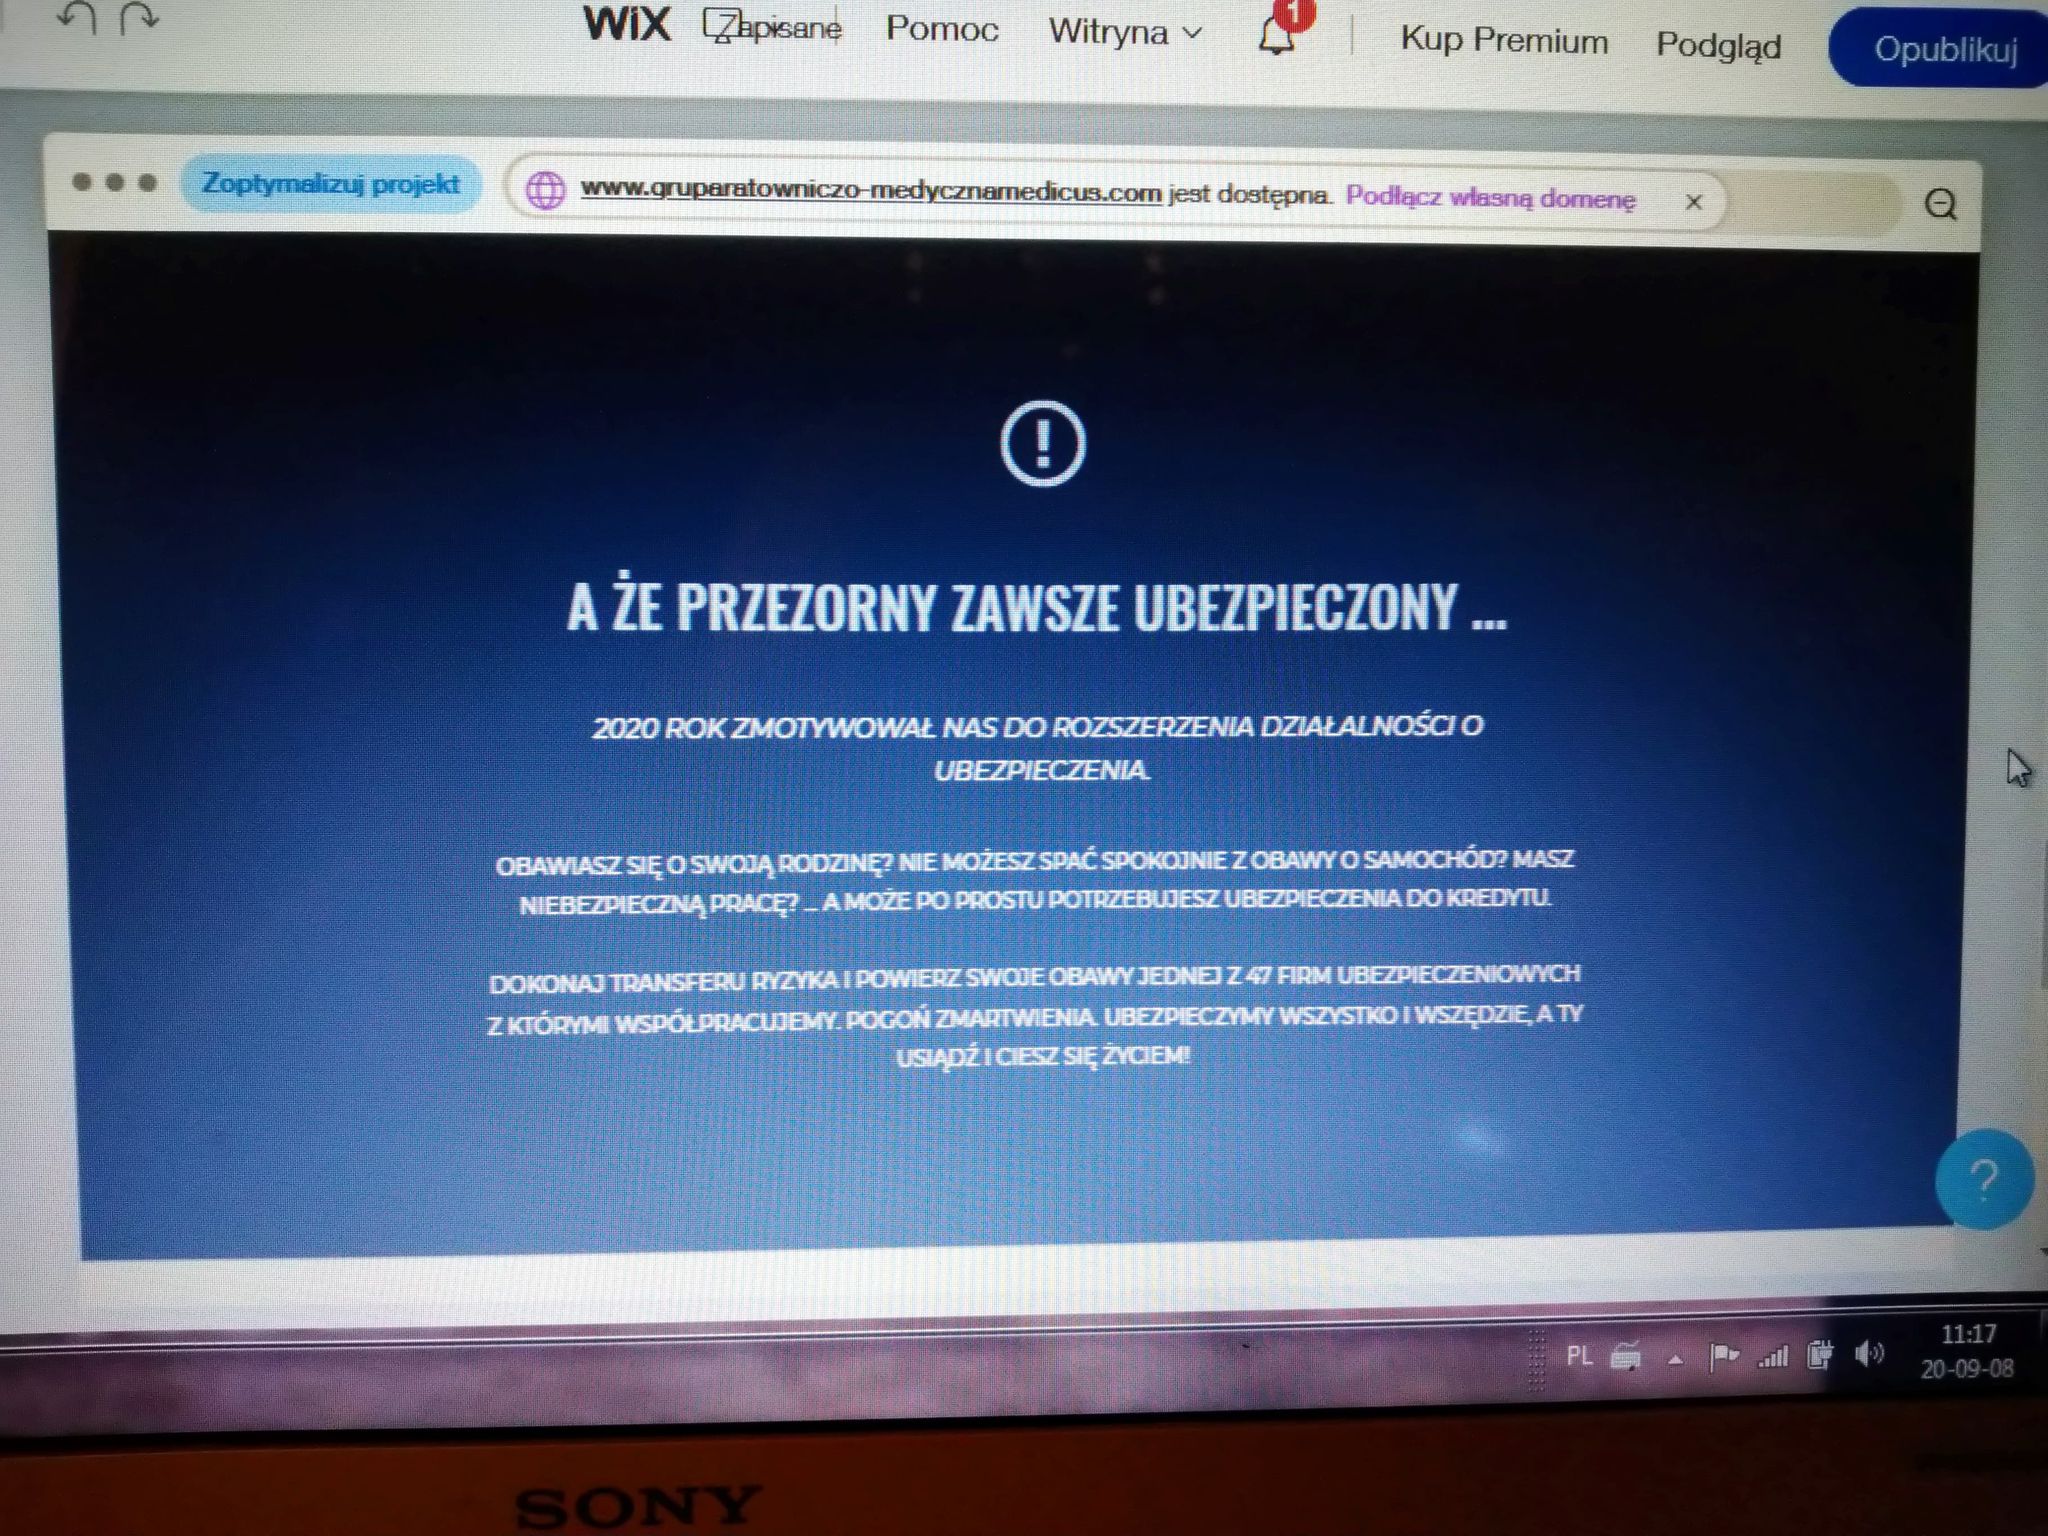 WiX Zapisane Pomoc Witryna 1 Kup Premium Podgląd Opublikuj
Zoptymalizuj projekt www.gruparatowniczo-medycznamedicus.com jest dostępna. Podłącz własną domenę ×
A ŻE PRZEZORNY ZAWSZE UBEZPIECZONY ...
2020 ROK ZMOTYWOWAŁ NAS DO ROZSZERZENIA DZIAŁALNOŚCI O
UBEZPIECZENIA.
OBAWIASZ SIĘ O SWOJĄ RODZINĘ? NIE MOŻESZ SPAĆ SPOKOJNIE Z OBAWY O SAMOCHÓD? MASZ
NIEBEZPIECZNĄ PRACĘ? ... A MOŻE PO PROSTU POTRZEBUJESZ UBEZPIECZENIA DO KREDYTU.
DOKONAJ TRANSFERU RYZYKA I POWIERZ SWOJE OBAWY JEDNEJ Z 47 FIRM UBEZPIECZENIOWYCH
Z KTÓRYMI WSPÓŁPRACUJEMY. POGOŃ ZMARTWIENIA. UBEZPIECZYMY WSZYSTKO I WSZĘDZIE, A TY
USIĄDŹ I CIESZ SIĘ ŻYCIEM!
?
PL 11:17
20-09-08
SONY